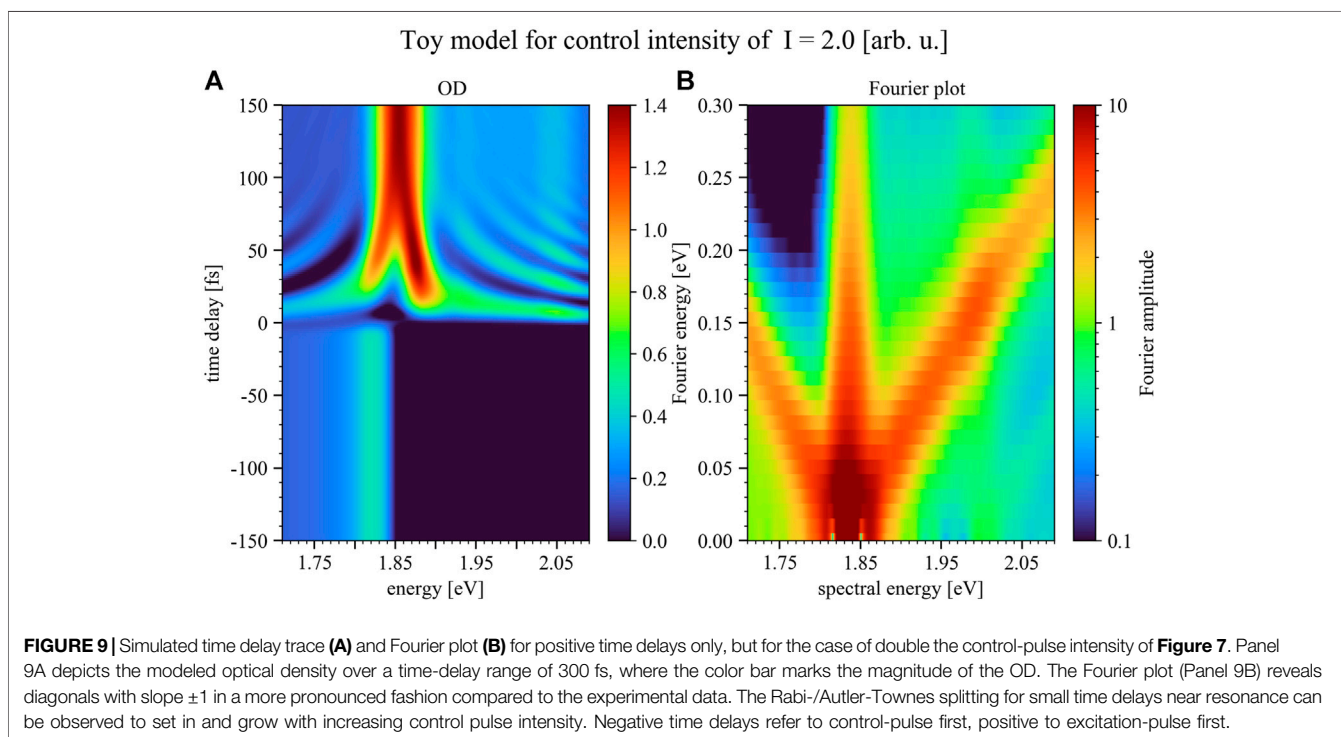 Toy model for control intensity of I = 2.0 [arb. u.]
A
OD
B
Fourier plot
150
100
50
0
-50
-100
-150
time delay [fs]
1.75
1.85
1.95
2.05
energy [eV]
1.4
1.2
1.0
0.8
0.6
0.4
0.2
0.0
0.30
0.25
0.20
0.15
0.10
0.05
0.00
Fourier energy [eV]
1.75
1.85
1.95
2.05
spectral energy [eV]
10
1
0.1
Fourier amplitude
FIGURE 9 | Simulated time delay trace (A) and Fourier plot (B) for positive time delays only, but for the case of double the control-pulse intensity of Figure 7. Panel
9A depicts the modeled optical density over a time-delay range of 300 fs, where the color bar marks the magnitude of the OD. The Fourier plot (Panel 9B) reveals
diagonals with slope ±1 in a more pronounced fashion compared to the experimental data. The Rabi-/Autler-Townes splitting for small time delays near resonance can
be observed to set in and grow with increasing control pulse intensity. Negative time delays refer to control-pulse first, positive to excitation-pulse first.